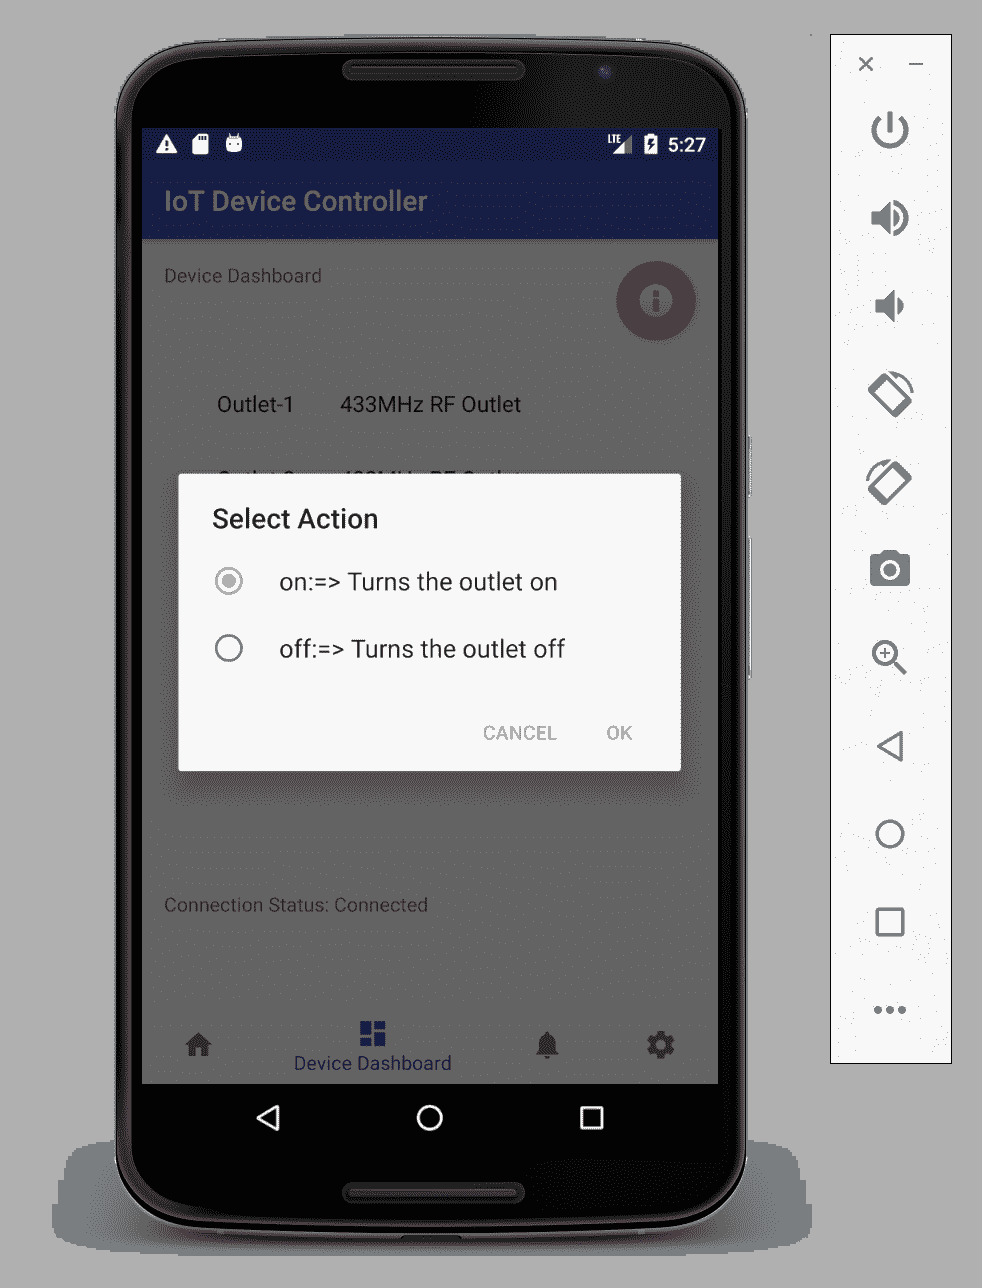 LTE 5:27
IoT Device Controller
Device Dashboard
Outlet-1 433MHz RF Outlet
Select Action
on:=> Turns the outlet on
off:=> Turns the outlet off
CANCEL OK
Connection Status: Connected
Device Dashboard